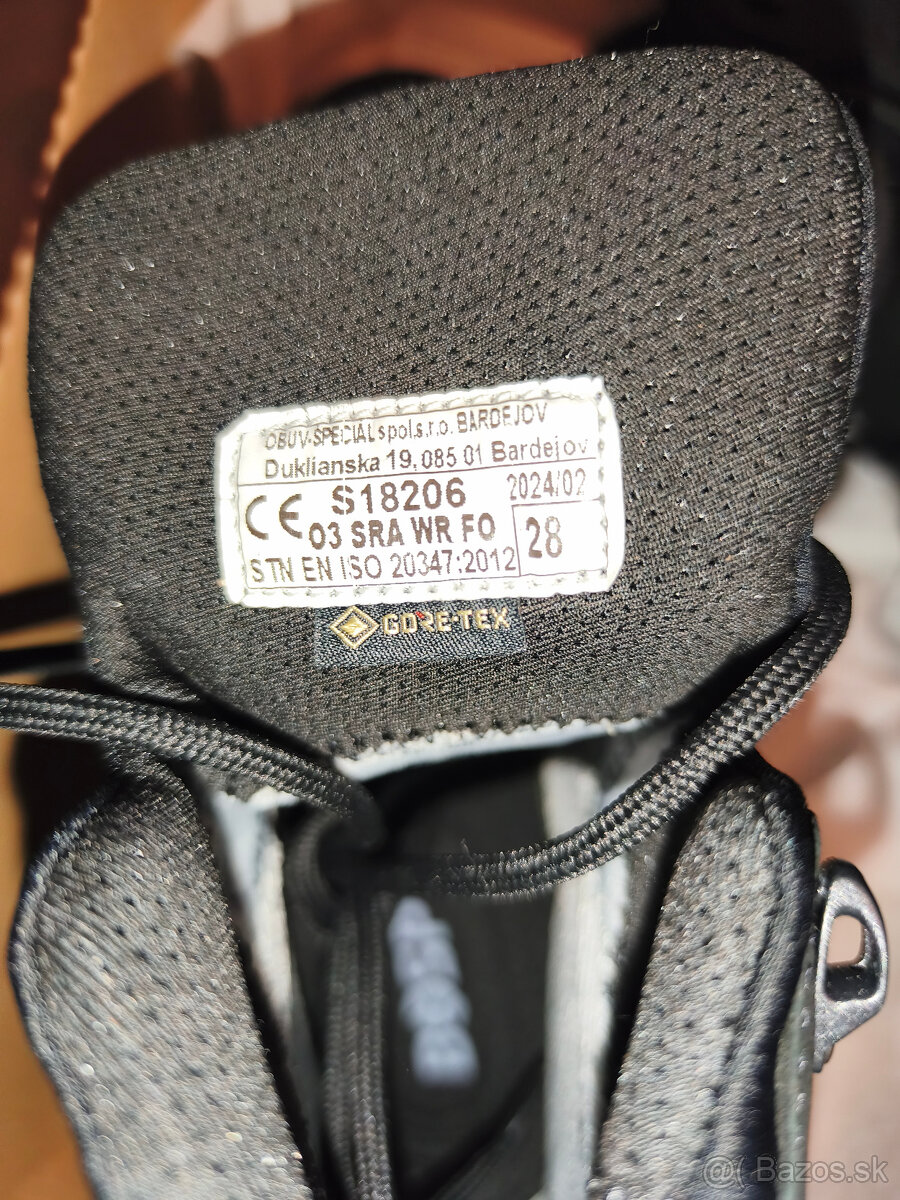 OBUV-SPECIAL spol.s.r.o. BARDEJOV
Duklianska 19, 085 01 Bardejov
CE S18206 2024/02
03 SRA WR FO 28
STN EN ISO 20347:2012
GORE-TEX
@( Bazos.sk